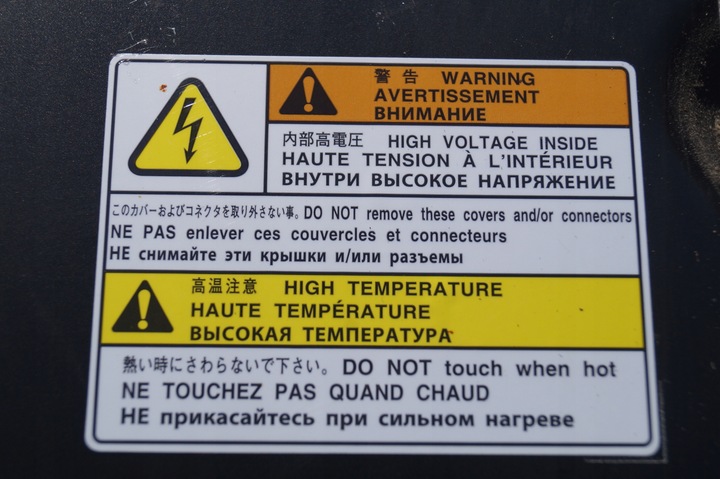 警告 WARNING
AVERTISSEMENT
ВНИМАНИЕ
内部高電圧 HIGH VOLTAGE INSIDE
HAUTE TENSION À L'INTÉRIEUR
ВНУТРИ ВЫСОКОЕ НАПРЯЖЕНИЕ
このカバーおよびコネクタを取り外さない事。DO NOT remove these covers and/or connectors
NE PAS enlever ces couvercles et connecteurs
НЕ снимайте эти крышки и/или разъемы
高温注意 HIGH TEMPERATURE
HAUTE TEMPÉRATURE
ВЫСОКАЯ ТЕМПЕРАТУРА
熱い時にさわらないで下さい。DO NOT touch when hot
NE TOUCHEZ PAS QUAND CHAUD
НЕ прикасайтесь при сильном нагреве